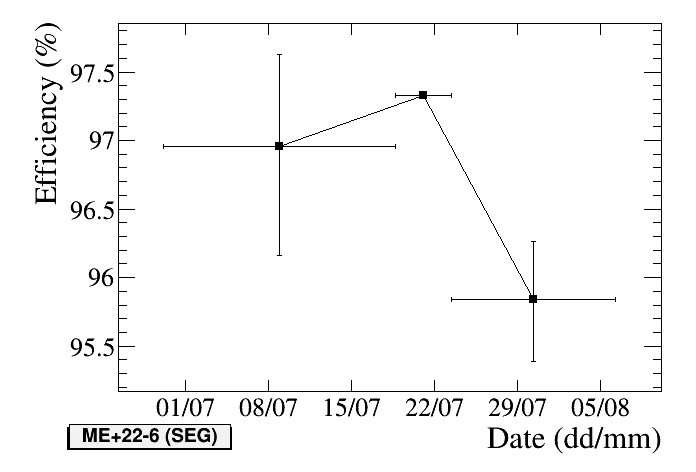 Efficiency (%)
97.5
97
96.5
96
95.5
01/07 08/07 15/07 22/07 29/07 05/08
ME+22-6 (SEG)
Date (dd/mm)